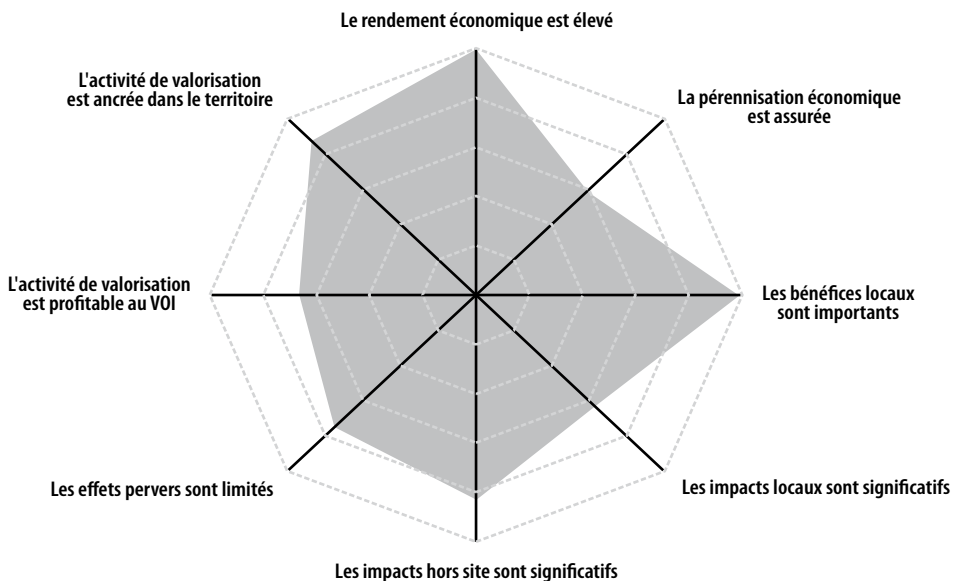 Le rendement économique est élevé
L'activité de valorisation
est ancrée dans le territoire
La pérennisation économique
est assurée
L'activité de valorisation
est profitable au VOI
Les bénéfices locaux
sont importants
Les effets pervers sont limités
Les impacts locaux sont significatifs
Les impacts hors site sont significatifs